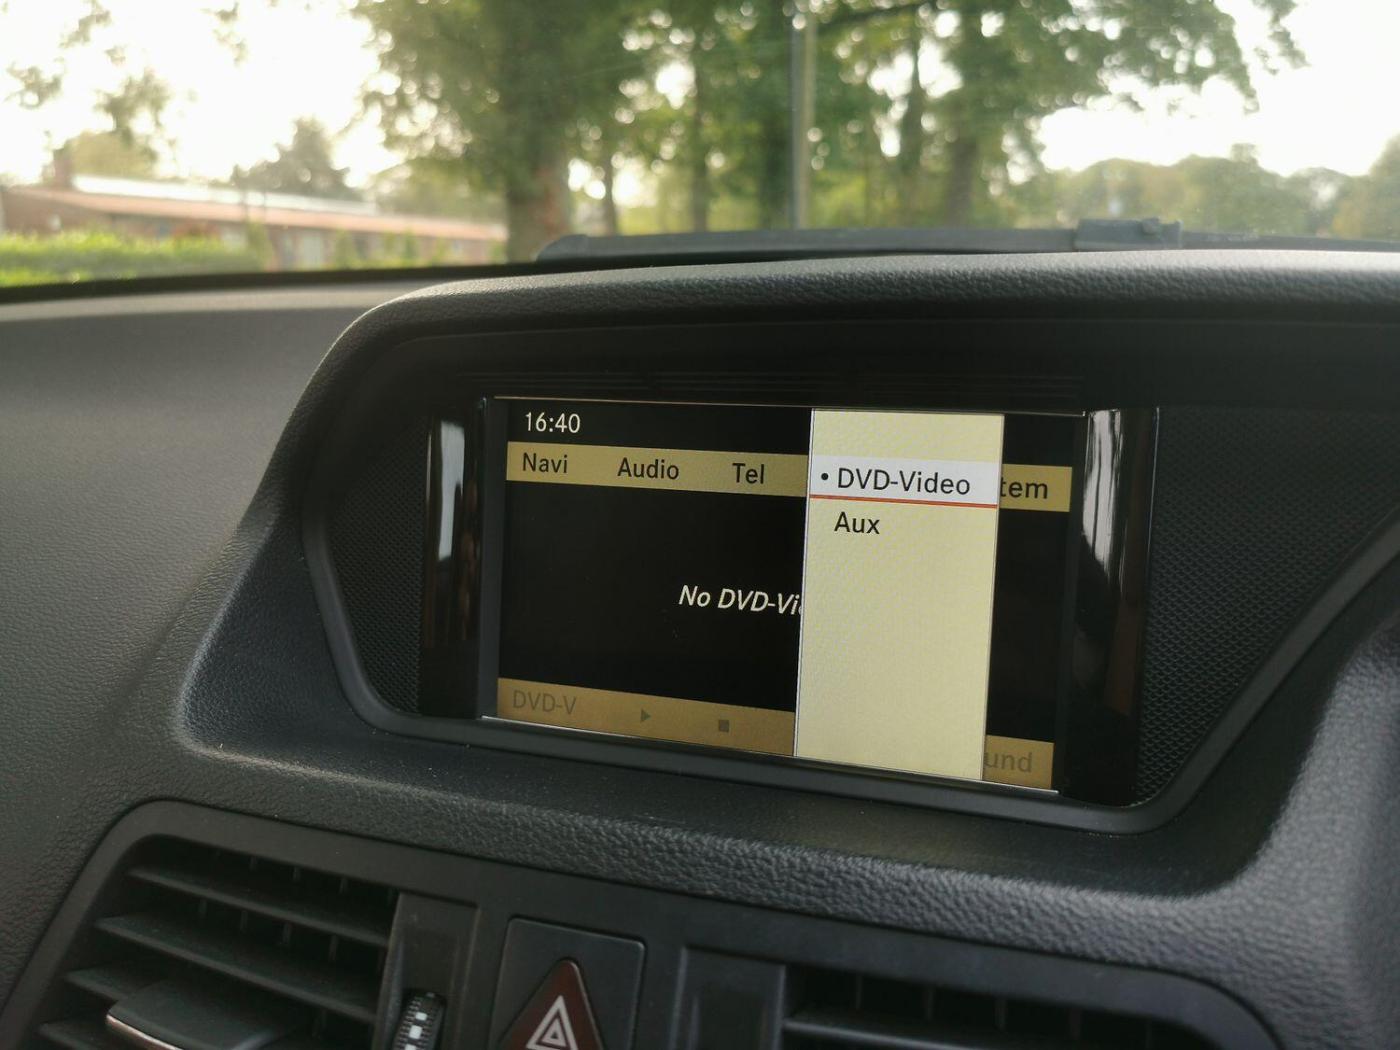 16:40
Navi Audio Tel tem
• DVD-Video
Aux
No DVD-Vi
DVD-V
und